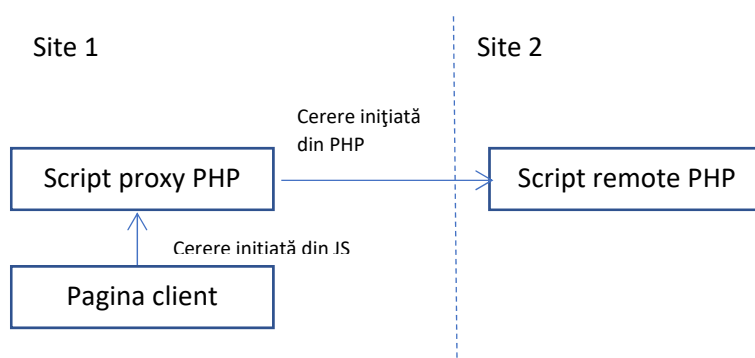 Site 1
Site 2
Cerere iniţiată
din PHP
Script proxy PHP
Script remote PHP
Cerere inițiată din JS
Pagina client